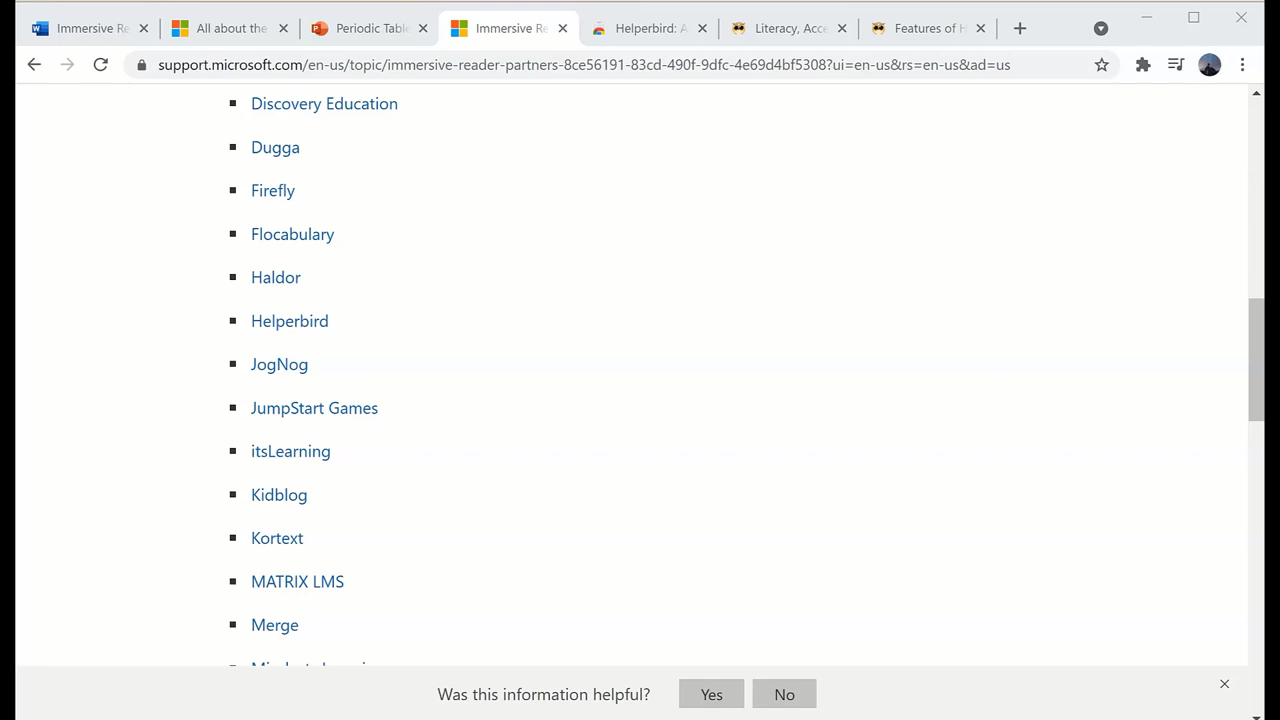 Immersive Re
All about the
Periodic Table
Immersive Re
Helperbird: A
Literacy, Acce
Features of H
support.microsoft.com/en-us/topic/immersive-reader-partners-8ce56191-83cd-490f-9dfc-4e69d4bf5308?ui=en-us&rs=en-us&ad=us
Discovery Education
Dugga
Firefly
Flocabulary
Haldor
Helperbird
JogNog
JumpStart Games
itsLearning
Kidblog
Kortext
MATRIX LMS
Merge
Was this information helpful? Yes No